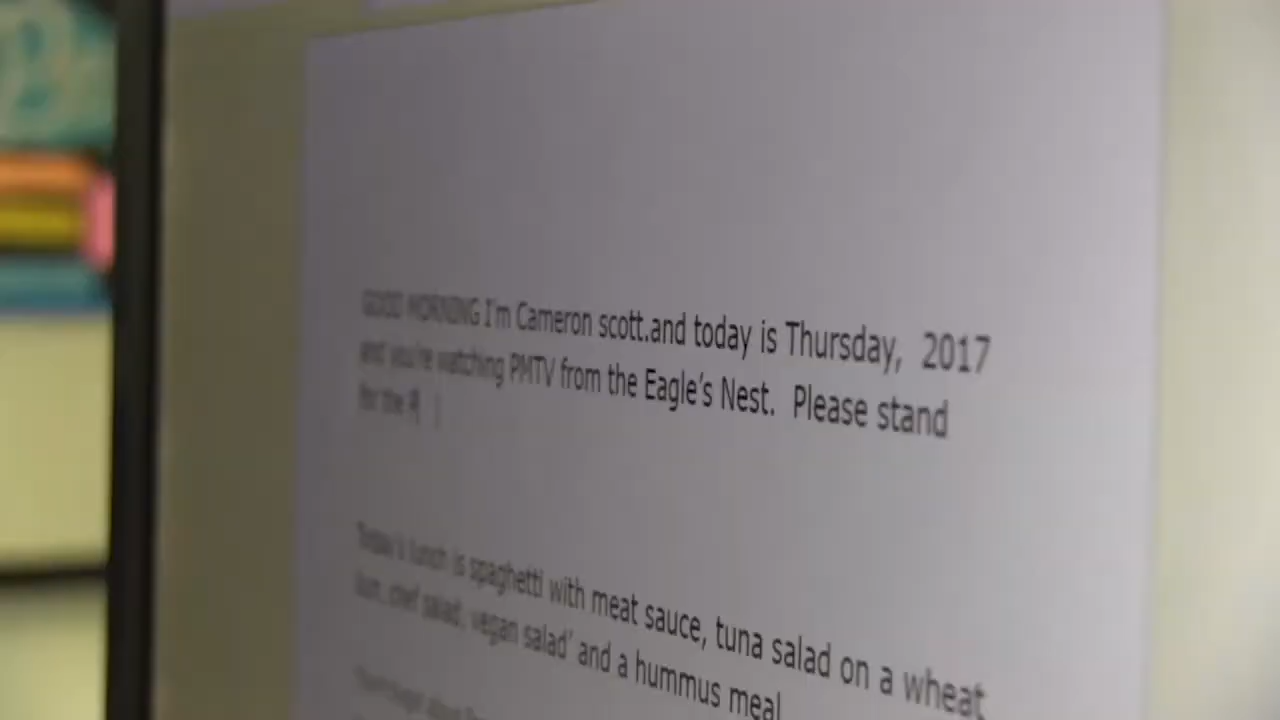 GOOD MORNING I'm Cameron scott.and today is Thursday,  2017
and you're watching PMTV from the Eagle's Nest.  Please stand
for the
Today's lunch is spaghetti with meat sauce, tuna salad on a wheat
chef salad, vegan salad' and a hummus meal